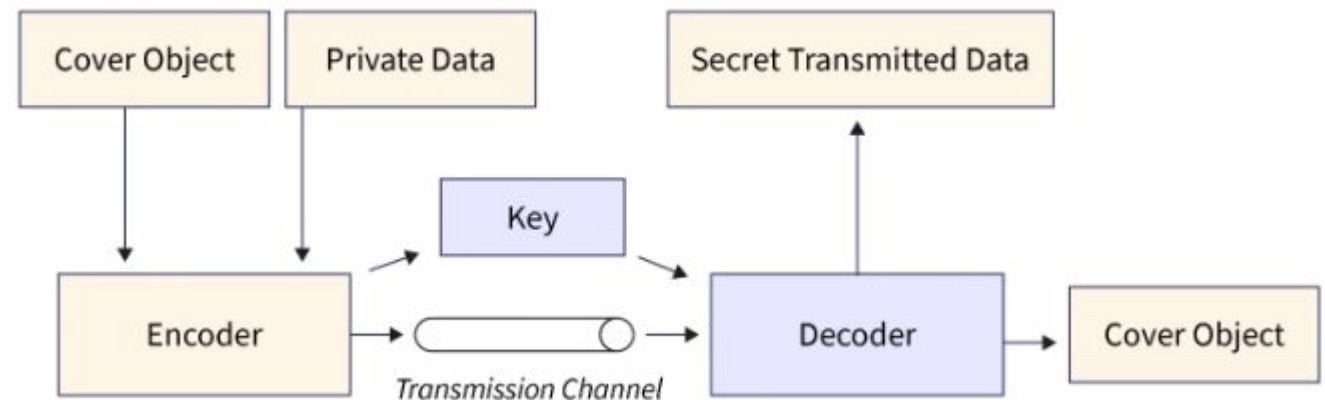 Cover Object
Private Data
Secret Transmitted Data
Key
Encoder
Decoder
Cover Object
Transmission Channel